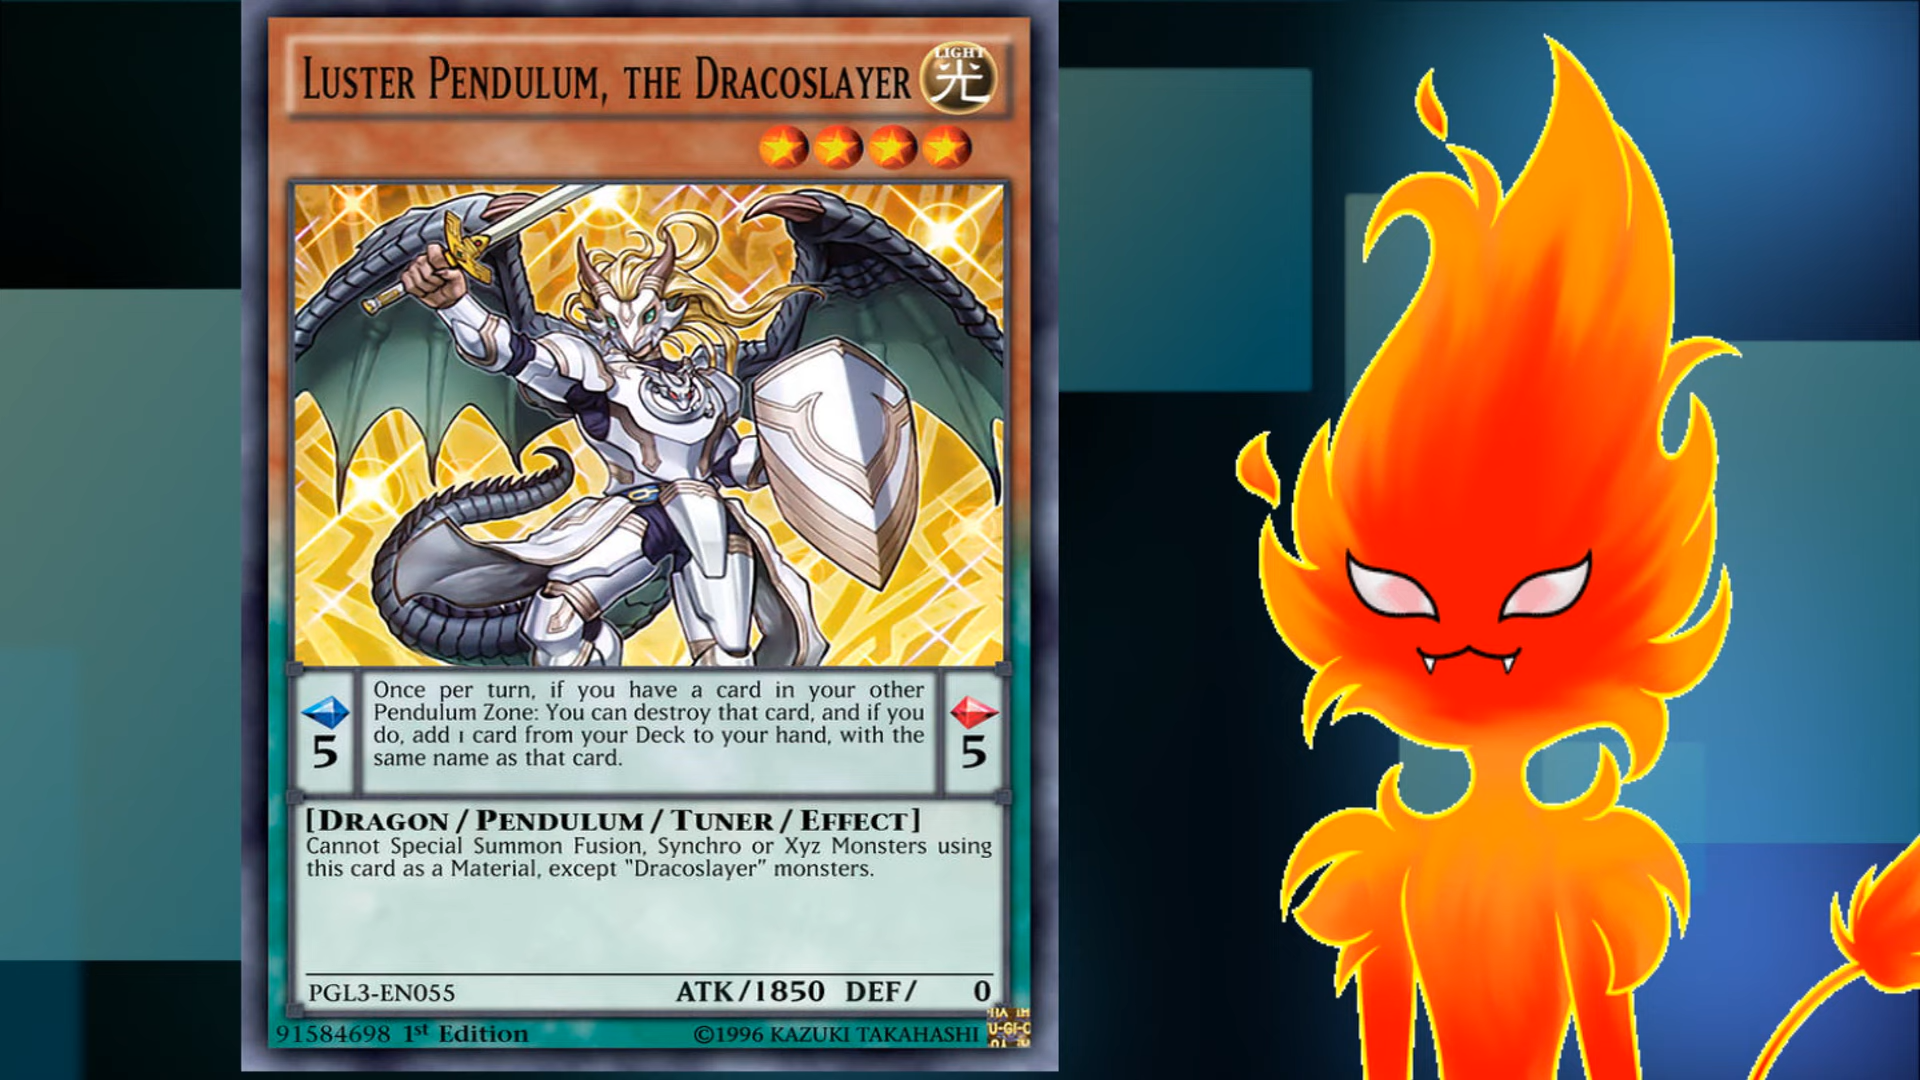 LUSTER PENDULUM, THE DRACOSLAYER
LIGHT
光
Once per turn, if you have a card in your other
Pendulum Zone: You can destroy that card, and if you
do, add 1 card from your Deck to your hand, with the
same name as that card.
5
5
[DRAGON / PENDULUM / TUNER / EFFECT]
Cannot Special Summon Fusion, Synchro or Xyz Monsters using
this card as a Material, except “Dracoslayer” monsters.
PGL3-EN055
ATK/1850 DEF/ 0
91584698 1st Edition
©1996 KAZUKI TAKAHASHI